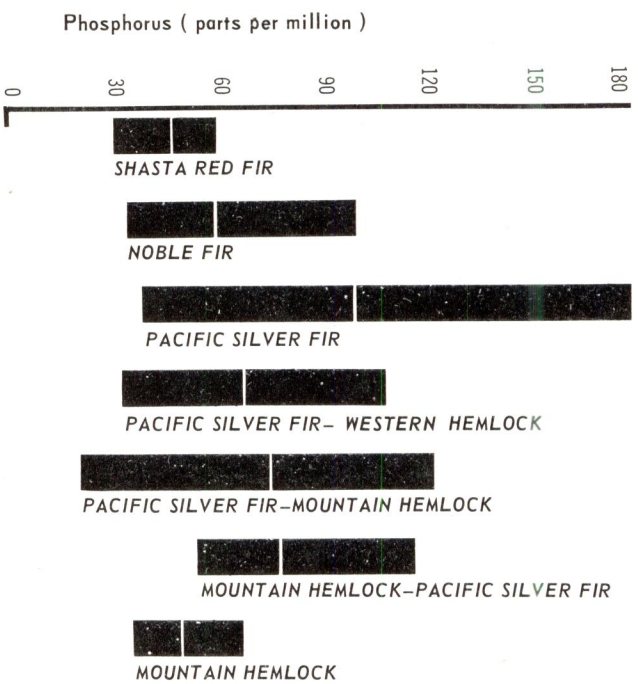 Phosphorus ( parts per million )
0 30 60 90 120 150 180
SHASTA RED FIR
NOBLE FIR
PACIFIC SILVER FIR
PACIFIC SILVER FIR– WESTERN HEMLOCK
PACIFIC SILVER FIR–MOUNTAIN HEMLOCK
MOUNTAIN HEMLOCK–PACIFIC SILVER FIR
MOUNTAIN HEMLOCK